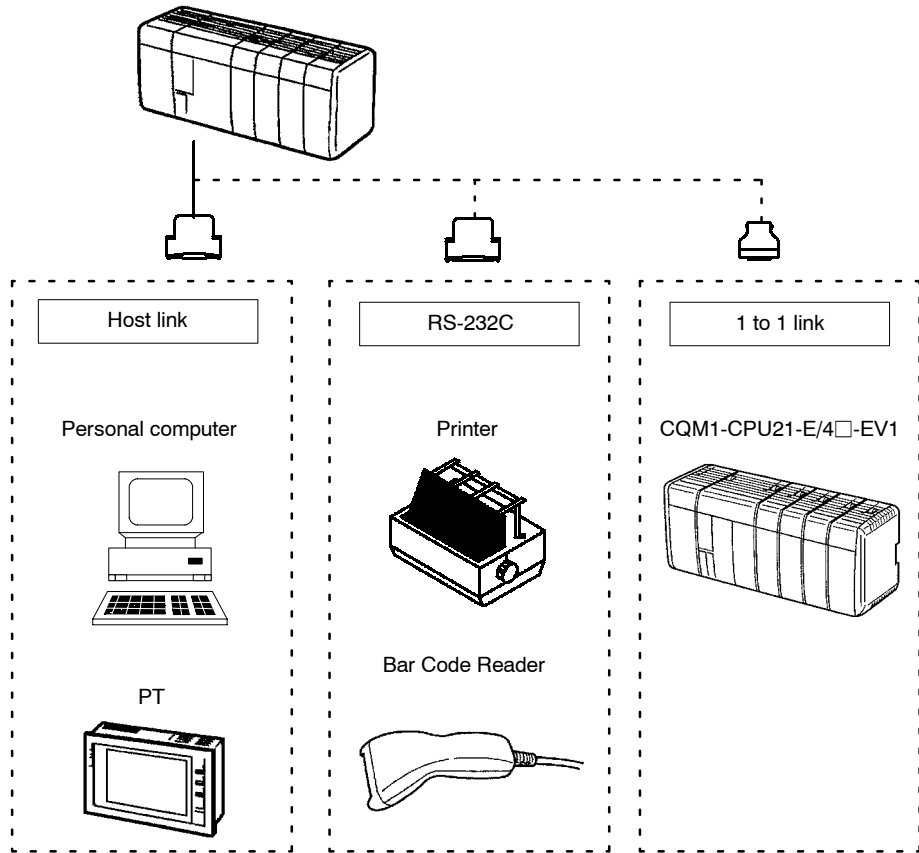 Host link
RS-232C
1 to 1 link
Personal computer
Printer
CQM1-CPU21-E/4□-EV1
Bar Code Reader
PT